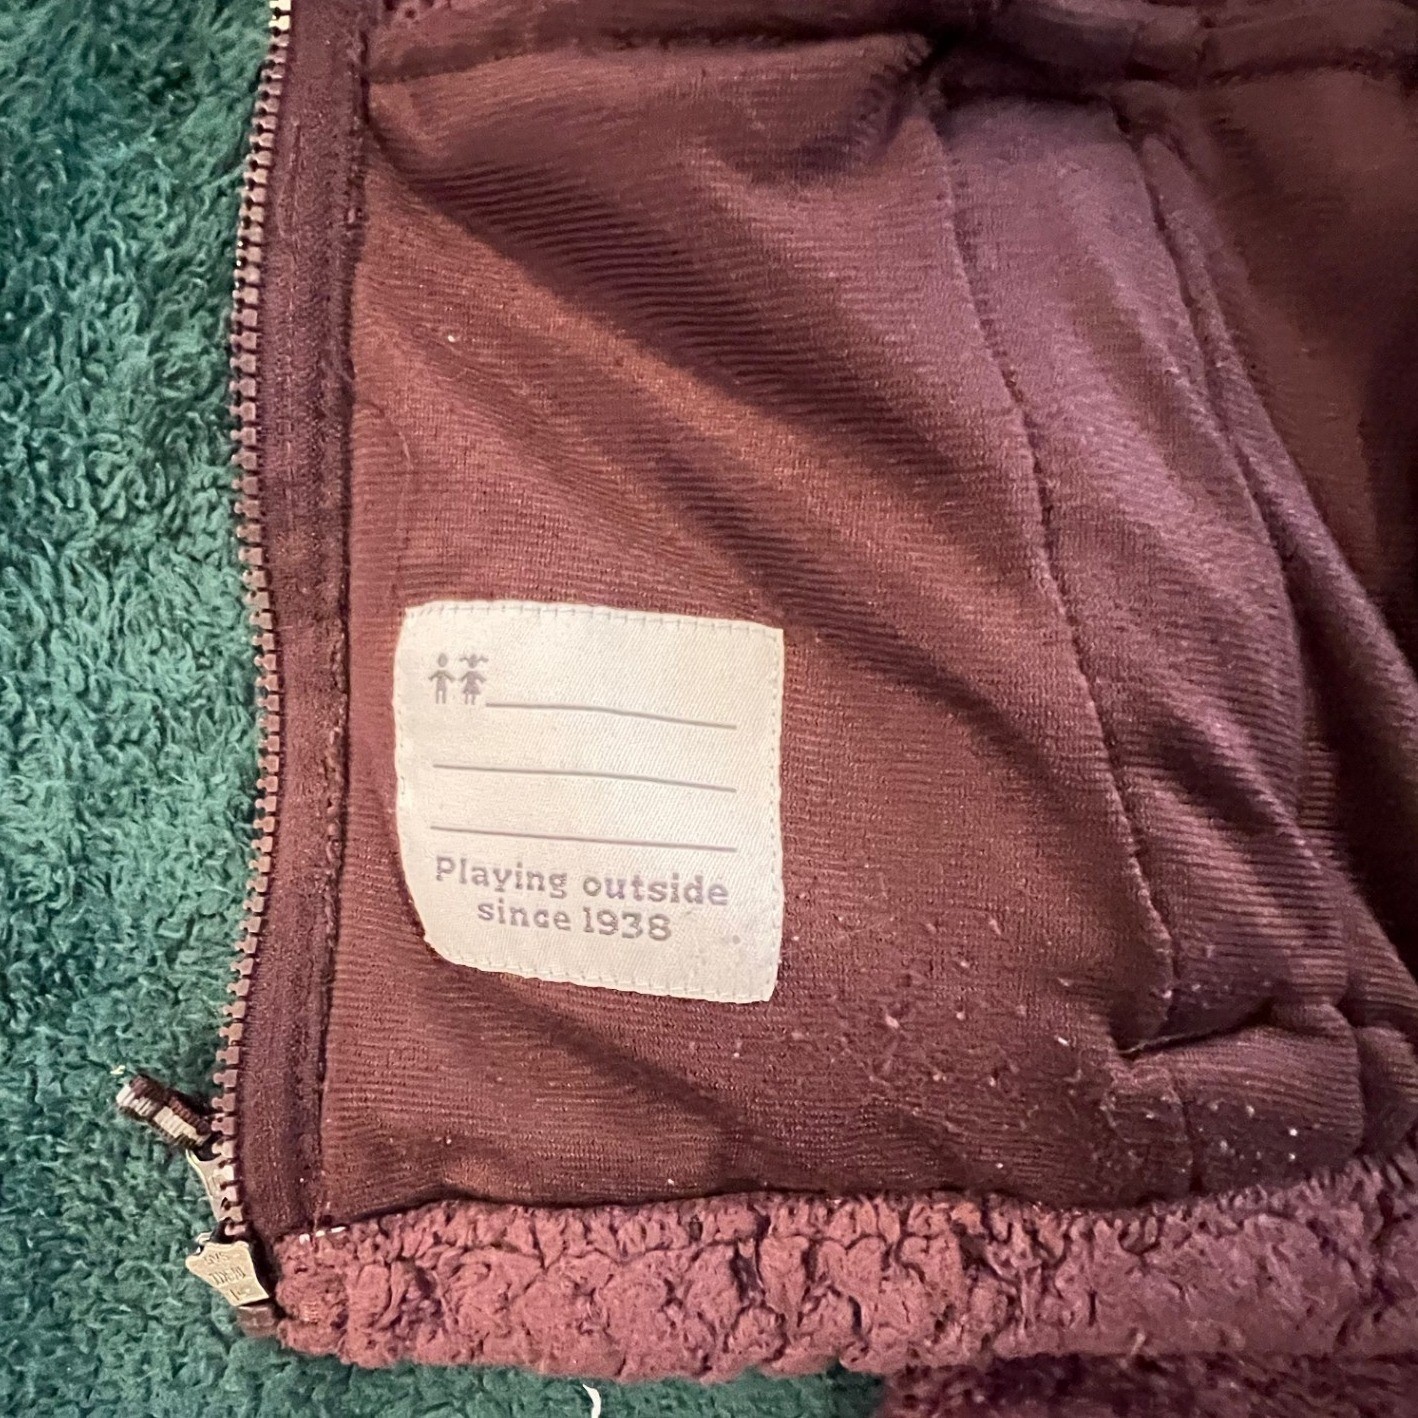 Playing outside
since 1938